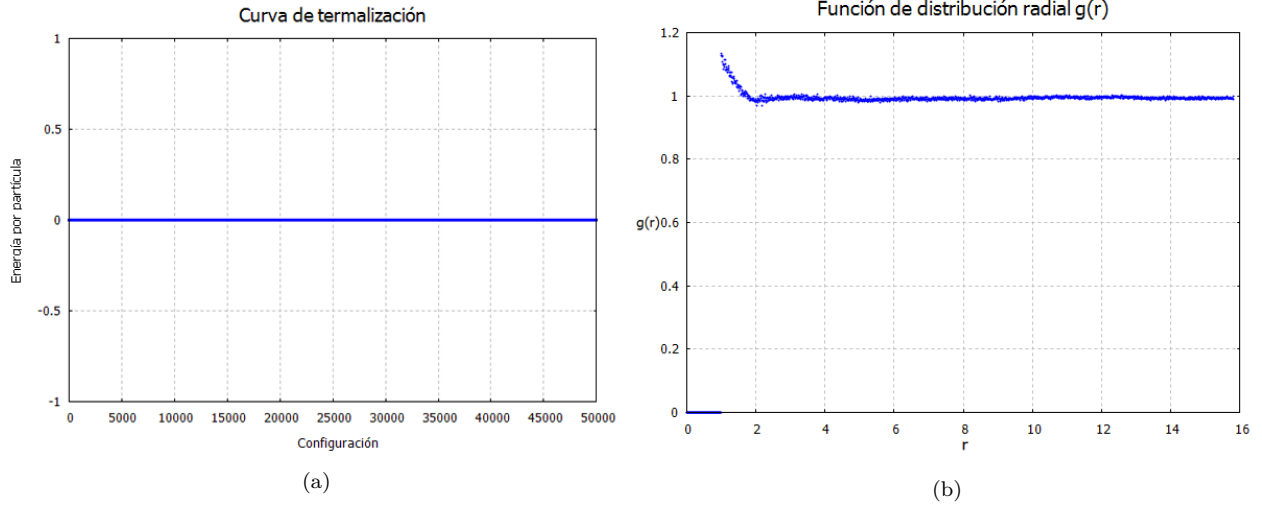 Curva de termalización
1
0.5
0
-0.5
-1
Energía por partícula
0 5000 10000 15000 20000 25000 30000 35000 40000 45000 50000
Configuración
(a)
Función de distribución radial g(r)
1.2
1
0.8
g(r)0.6
0.4
0.2
0
0 2 4 6 8 10 12 14 16
r
(b)